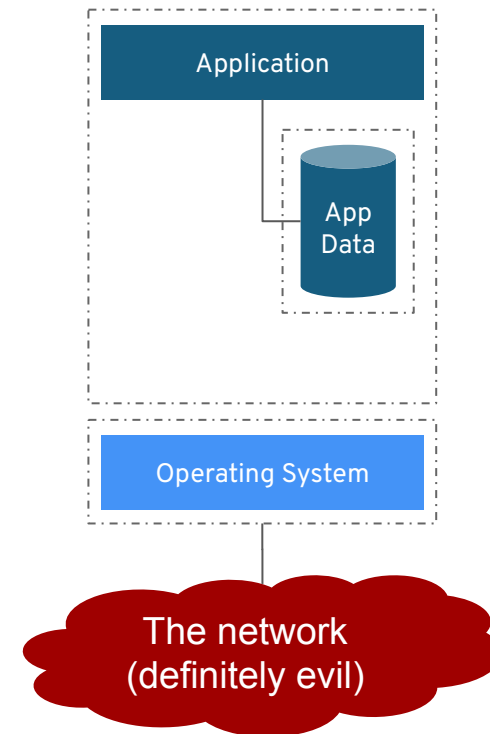 Application
App
Data
Operating System
The network
(definitely evil)